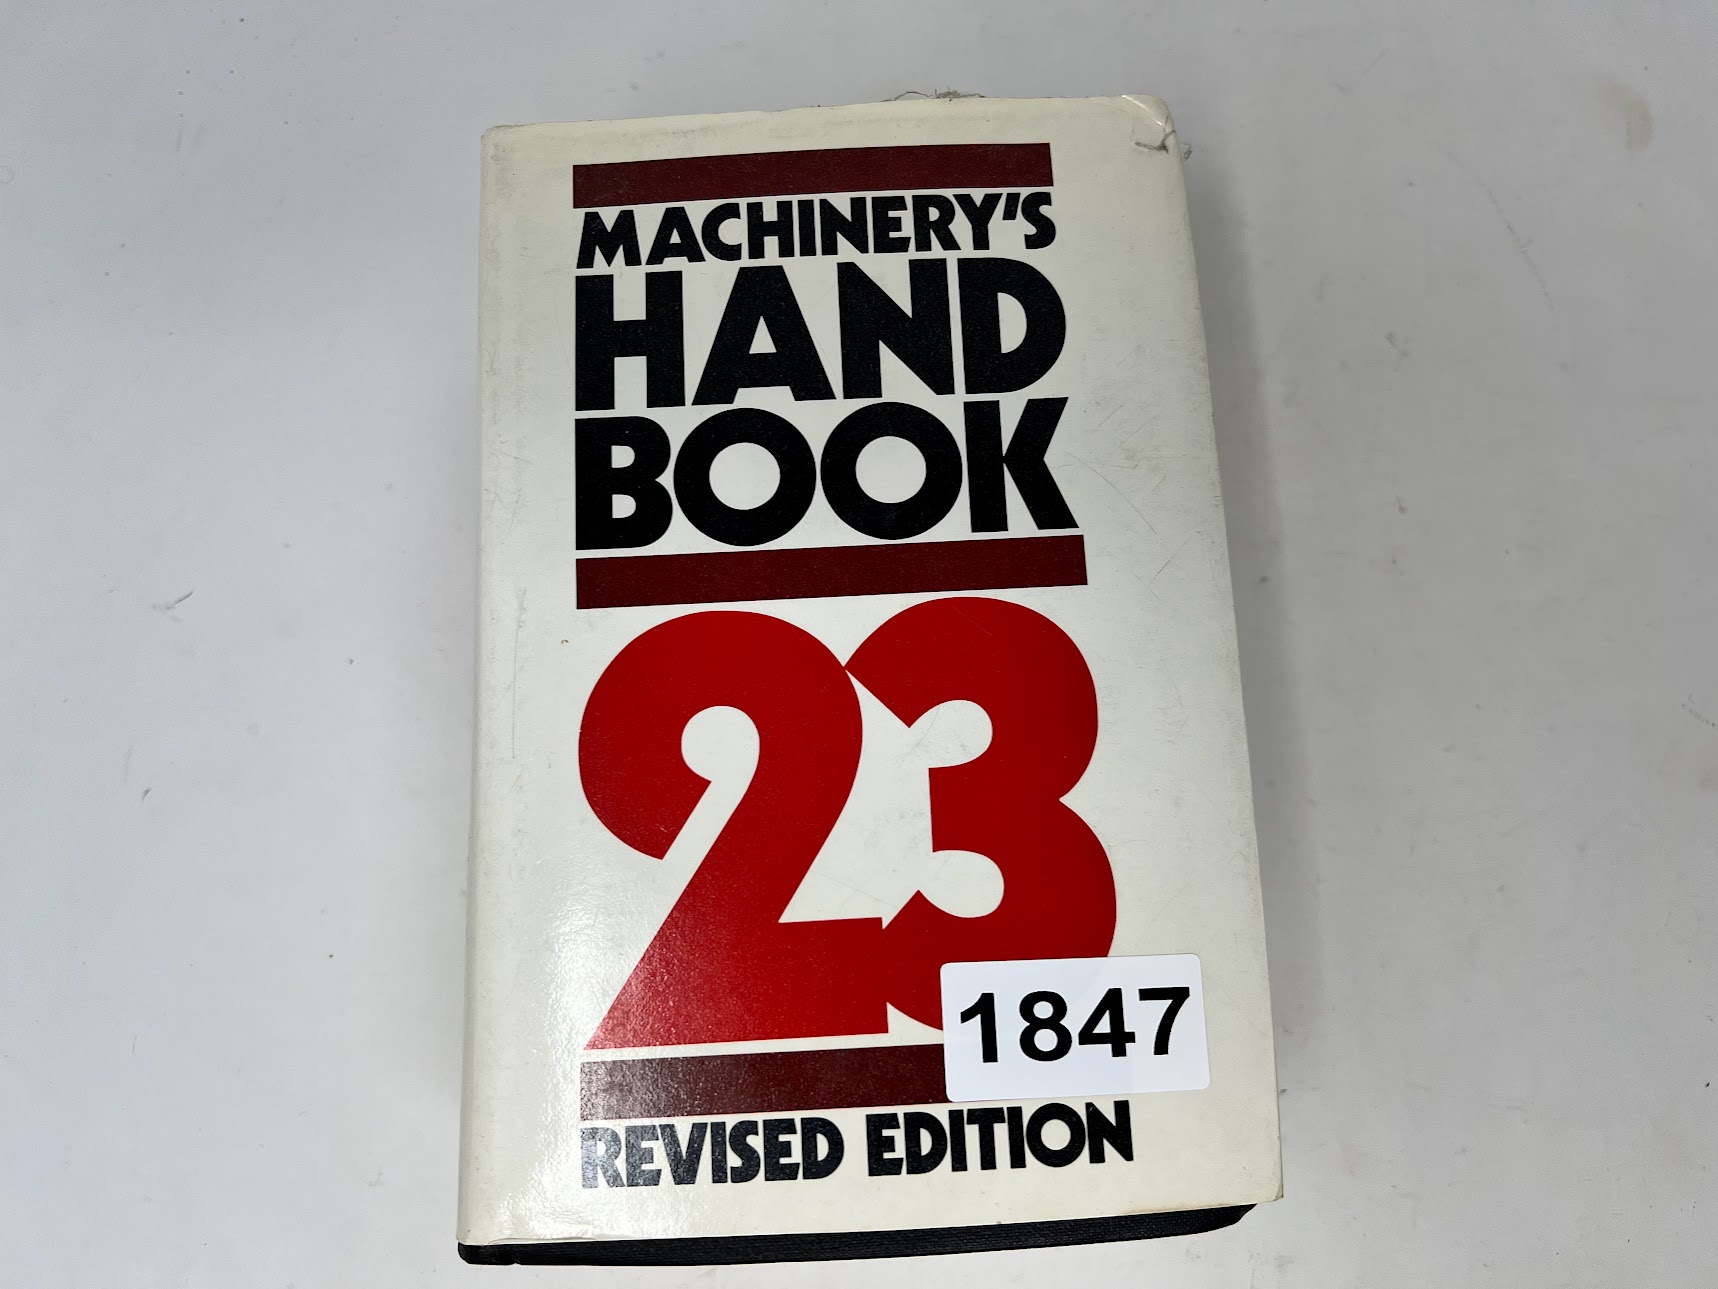 MACHINERY'S
HAND
BOOK
23
1847
REVISED EDITION